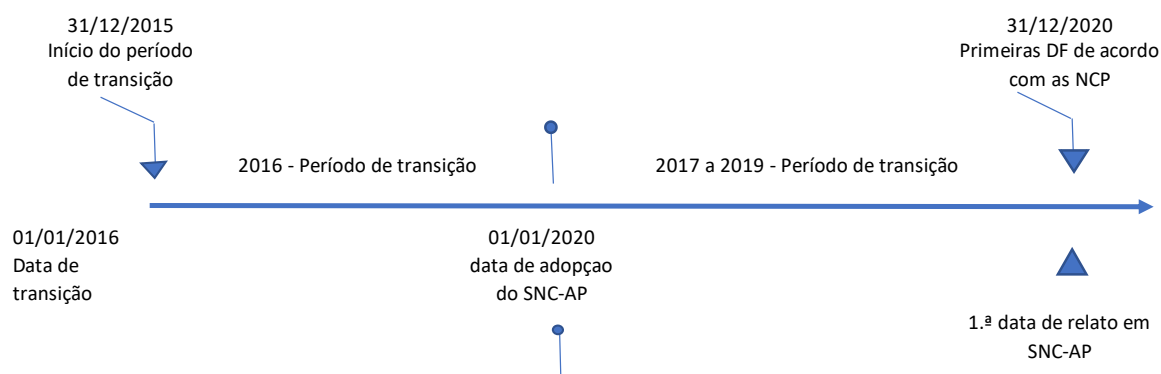 31/12/2015
Início do período
de transição
31/12/2020
Primeiras DF de acordo
com as NCP
2016 - Período de transição
2017 a 2019 - Período de transição
01/01/2016
Data de
transição
01/01/2020
data de adopçao
do SNC-AP
1.ª data de relato em
SNC-AP